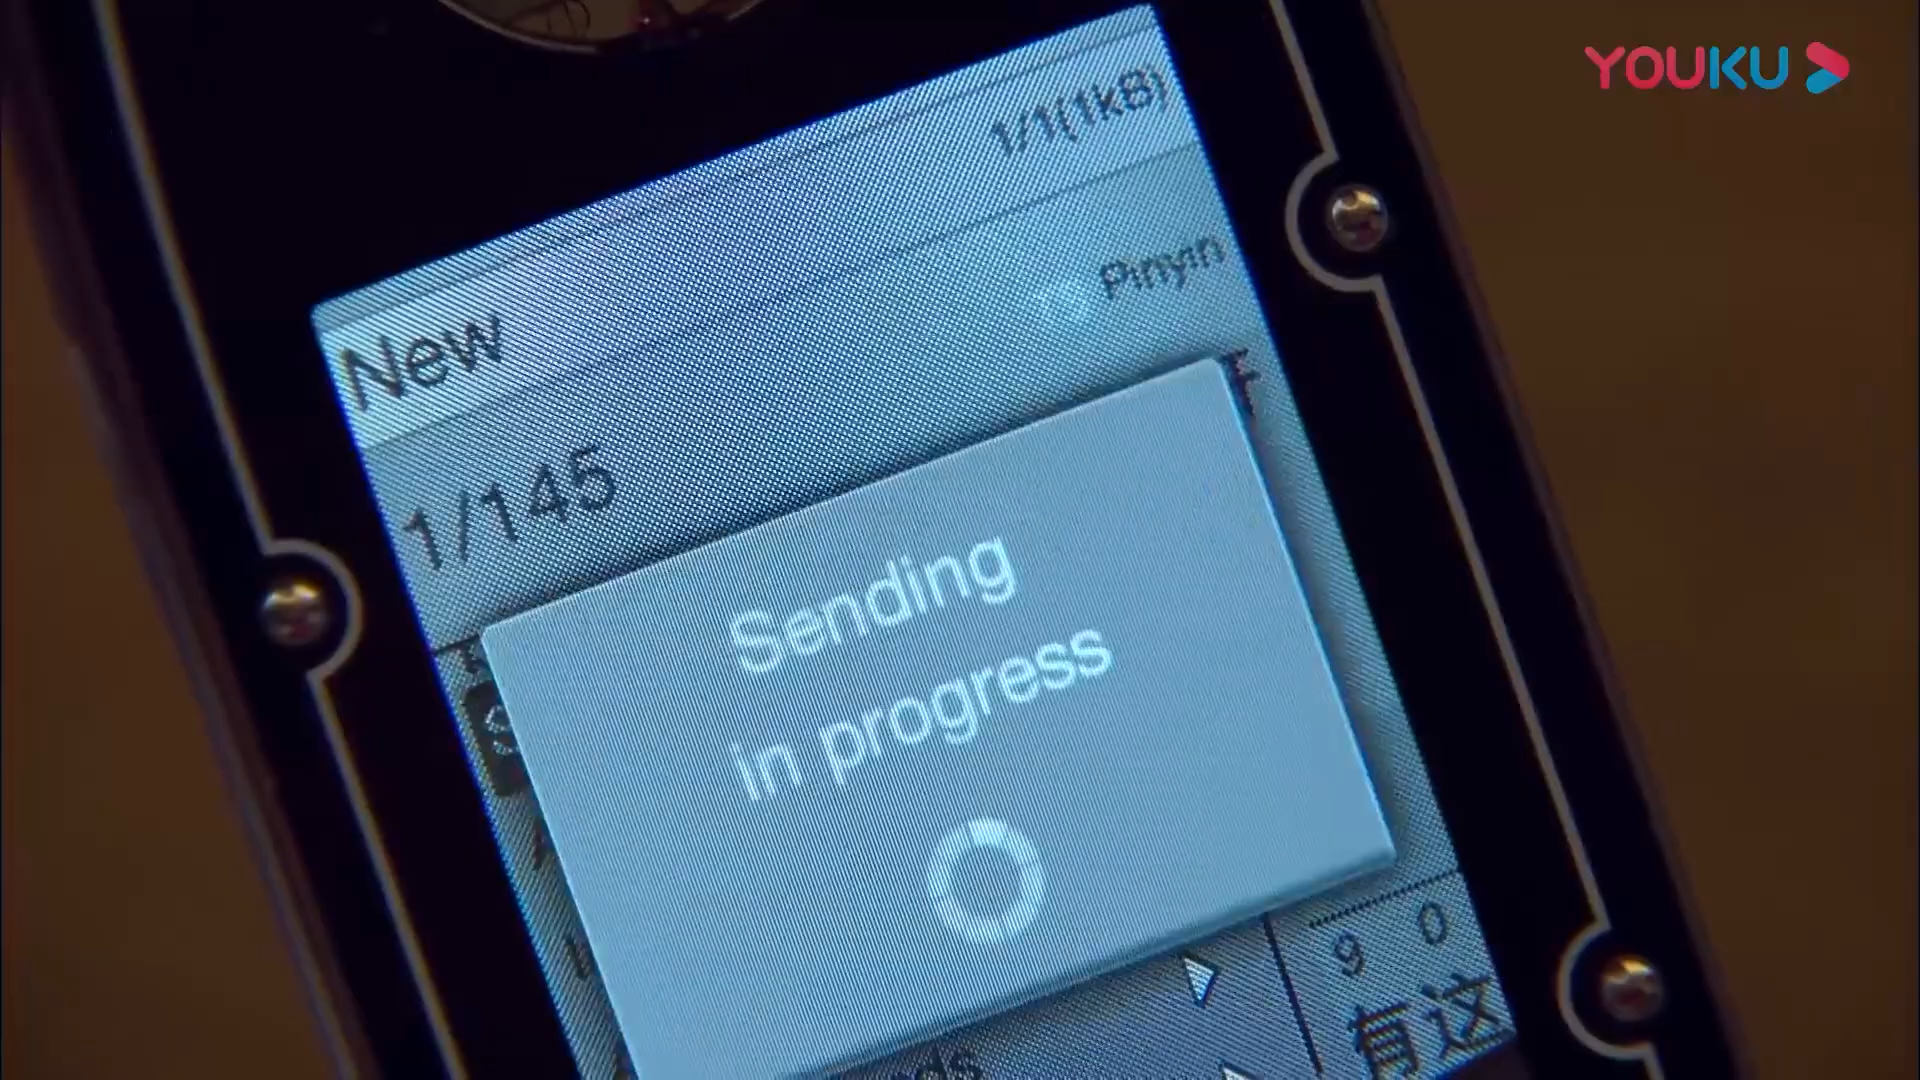 YOUKU
1/1(1kB)
New
Pinyin
1/145
Sending
in progress
9 0
有这